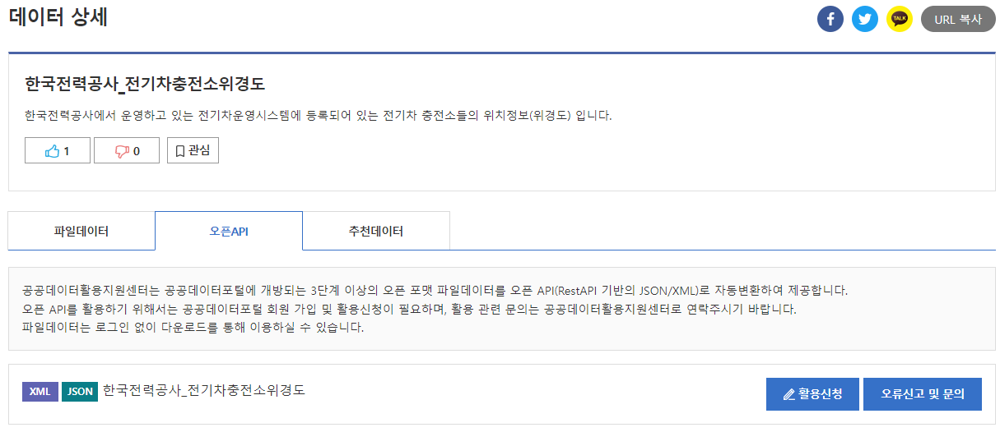 데이터 상세
TALK
URL 복사
한국전력공사_전기차충전소위경도
한국전력공사에서 운영하고 있는 전기차운영시스템에 등록되어 있는 전기차 충전소들의 위치정보(위경도) 입니다.
1
0
관심
파일데이터
오픈API
추천데이터
공공데이터활용지원센터는 공공데이터포털에 개방되는 3단계 이상의 오픈 포맷 파일데이터를 오픈 API(RestAPI 기반의 JSON/XML)로 자동변환하여 제공합니다.
오픈 API를 활용하기 위해서는 공공데이터포털 회원 가입 및 활용신청이 필요하며, 활용 관련 문의는 공공데이터활용지원센터로 연락주시기 바랍니다.
파일데이터는 로그인 없이 다운로드를 통해 이용하실 수 있습니다.
XML JSON 한국전력공사_전기차충전소위경도
활용신청
오류신고 및 문의